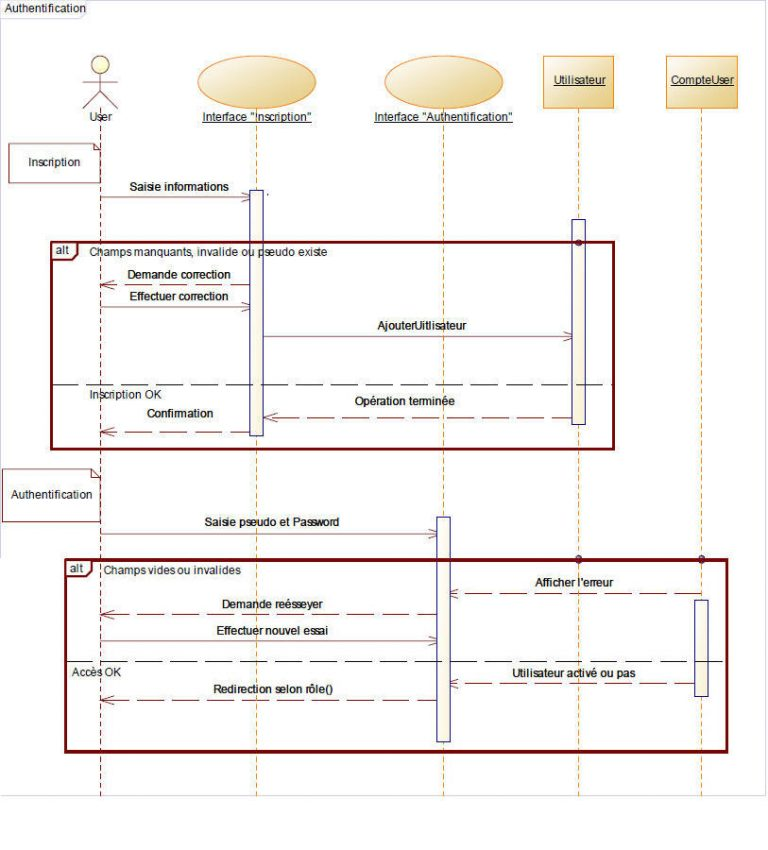 Authentification
User
Interface "Inscription"
Interface "Authentification"
Utilisateur
CompteUser
Inscription
Saisie informations
alt
Champs manquants, invalide ou pseudo existe
Demande correction
Effectuer correction
AjouterUitlisateur
Inscription OK
Opération terminée
Confirmation
Authentification
Saisie pseudo et Password
alt
Champs vides ou invalides
Afficher l'erreur
Demande reésseyer
Effectuer nouvel essai
Accès OK
Utilisateur activé ou pas
Redirection selon rôle()